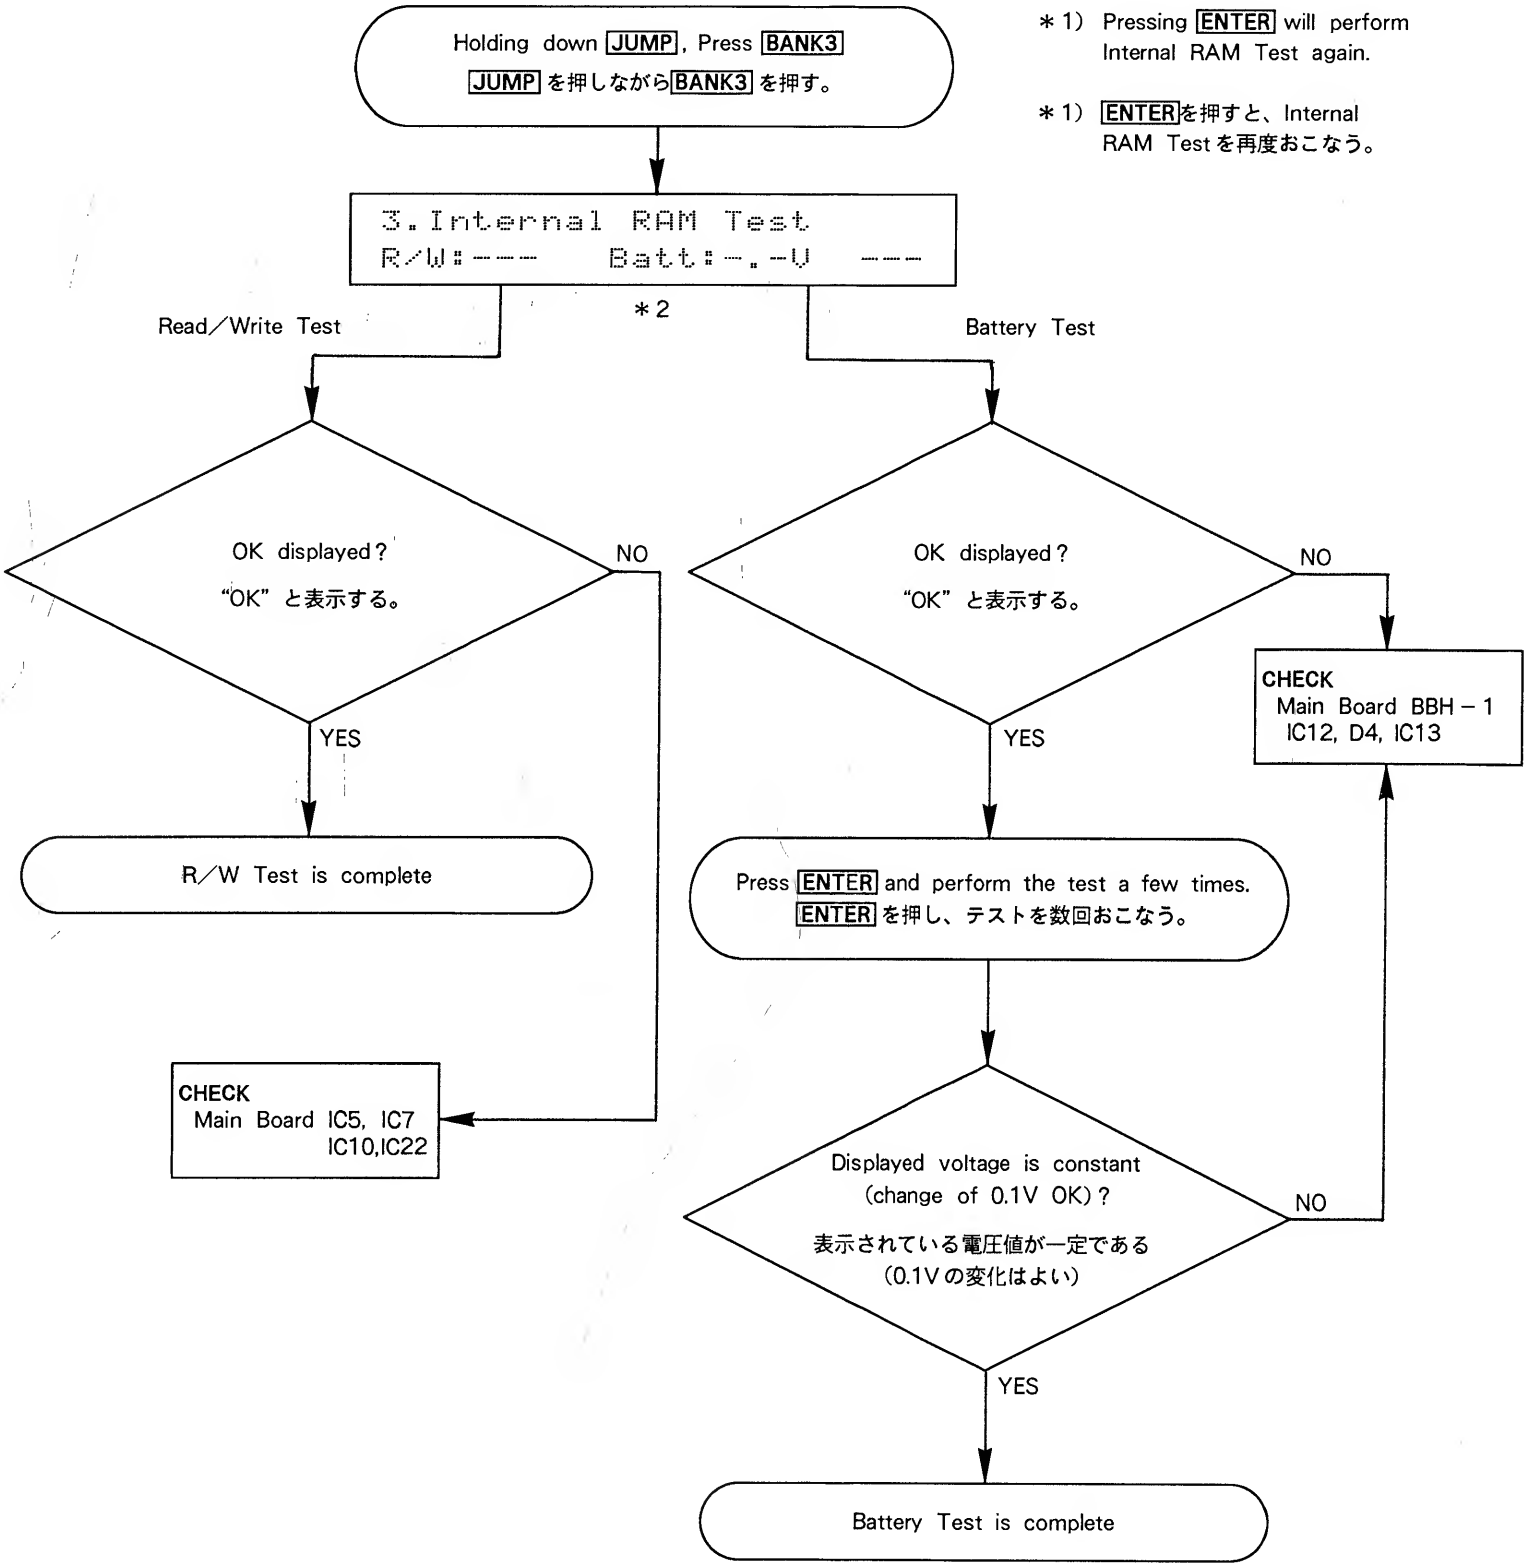 Holding down JUMP, Press BANK3
JUMP を押しながらBANK3 を押す。
＊1) Pressing ENTER will perform
Internal RAM Test again.
＊1) ENTERを押すと、Internal
RAM Testを再度おこなう。
3.Internal RAM Test
R/W:--- Batt:-.-V ---
＊2
Read／Write Test
Battery Test
OK displayed?
“OK” と表示する。
NO
YES
OK displayed?
“OK” と表示する。
NO
YES
CHECK
Main Board BBH－1
IC12, D4, IC13
R／W Test is complete
Press ENTER and perform the test a few times.
ENTER を押し、テストを数回おこなう。
CHECK
Main Board IC5, IC7
IC10,IC22
Displayed voltage is constant
(change of 0.1V OK)?
表示されている電圧値が一定である
(0.1Vの変化はよい)
NO
YES
Battery Test is complete